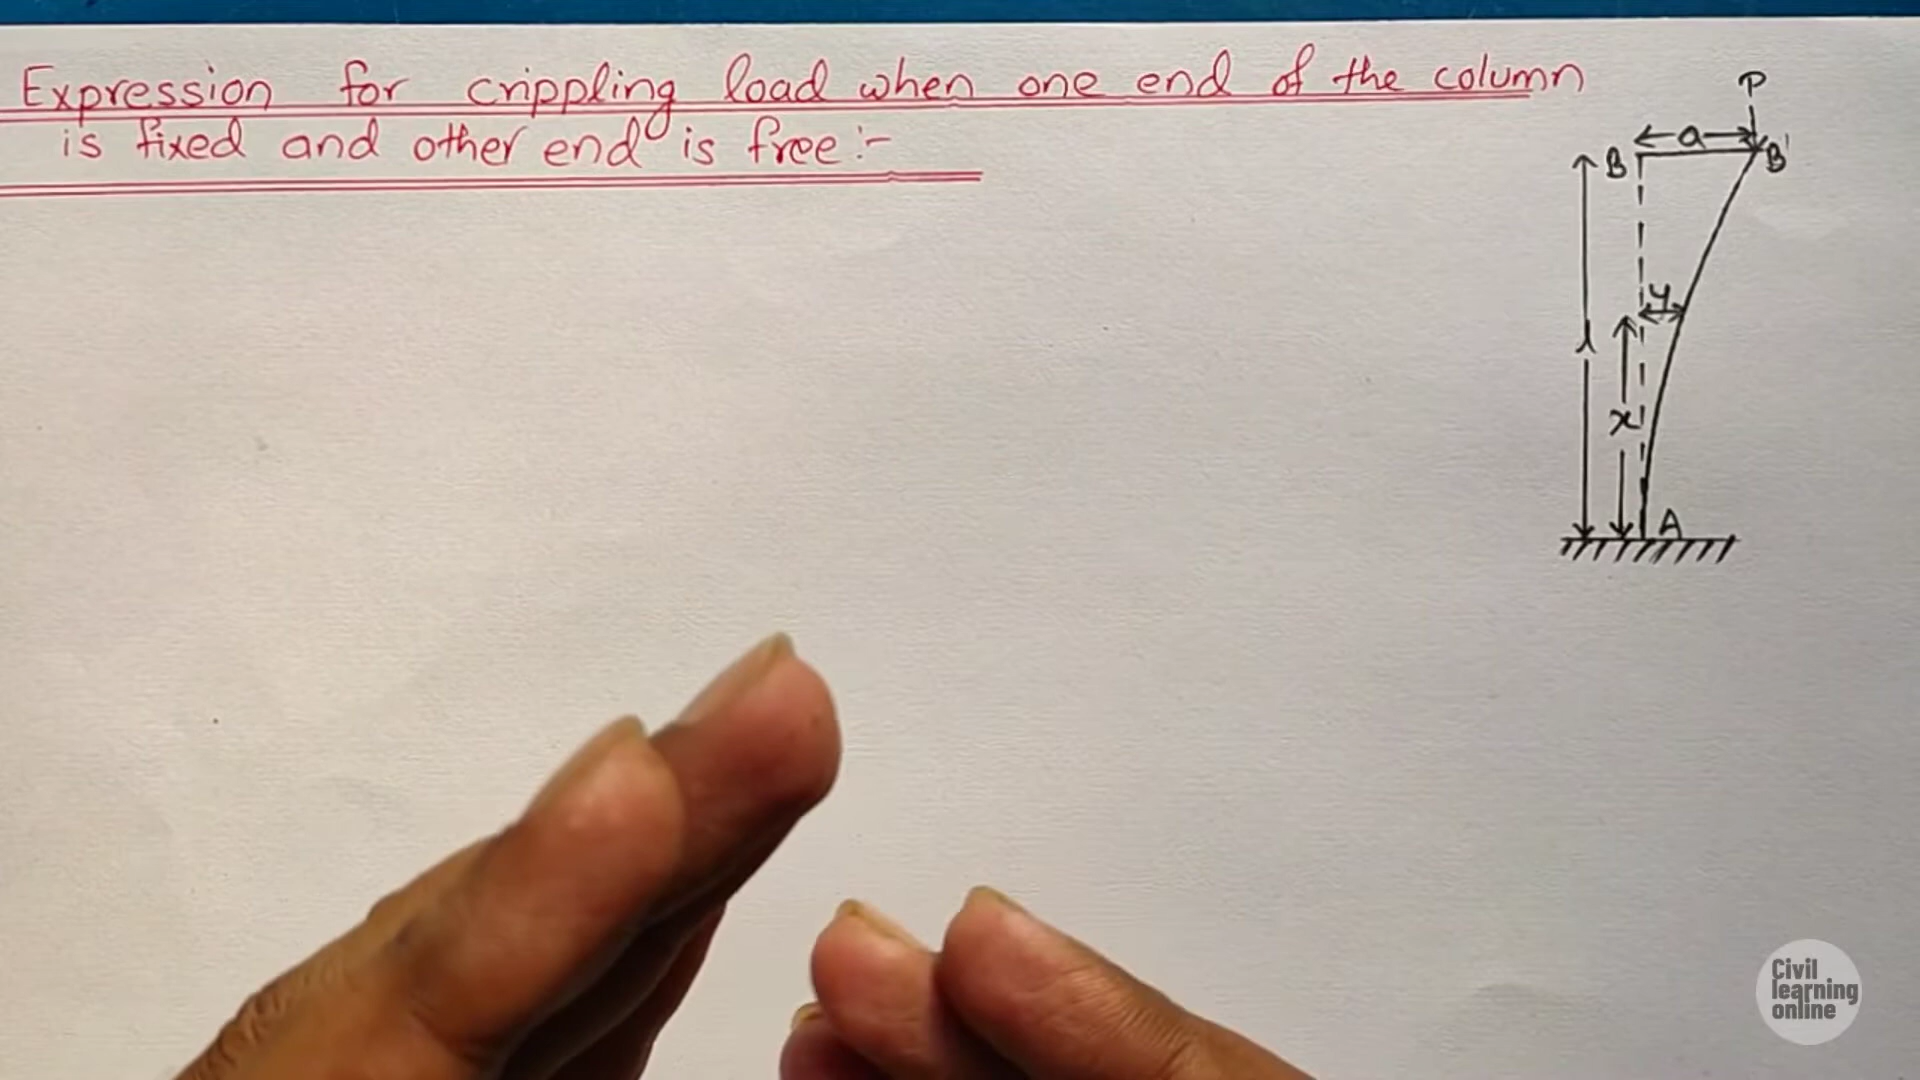 Expression for crippling load when one end of the column
is fixed and other end is free :-
P
a
B
B'
y
l
x
A
Civil
learning
online